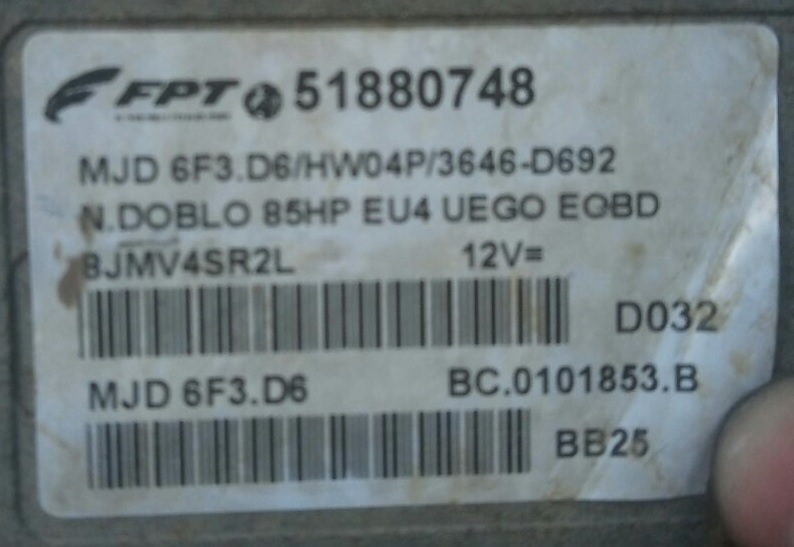 FPT 51880748
MJD 6F3.D6/HW04P/3646-D692
N.DOBLO 85HP EU4 UEGO EOBD
8JMV4SR2L 12V=
D032
MJD 6F3.D6 BC.0101853.B
BB25